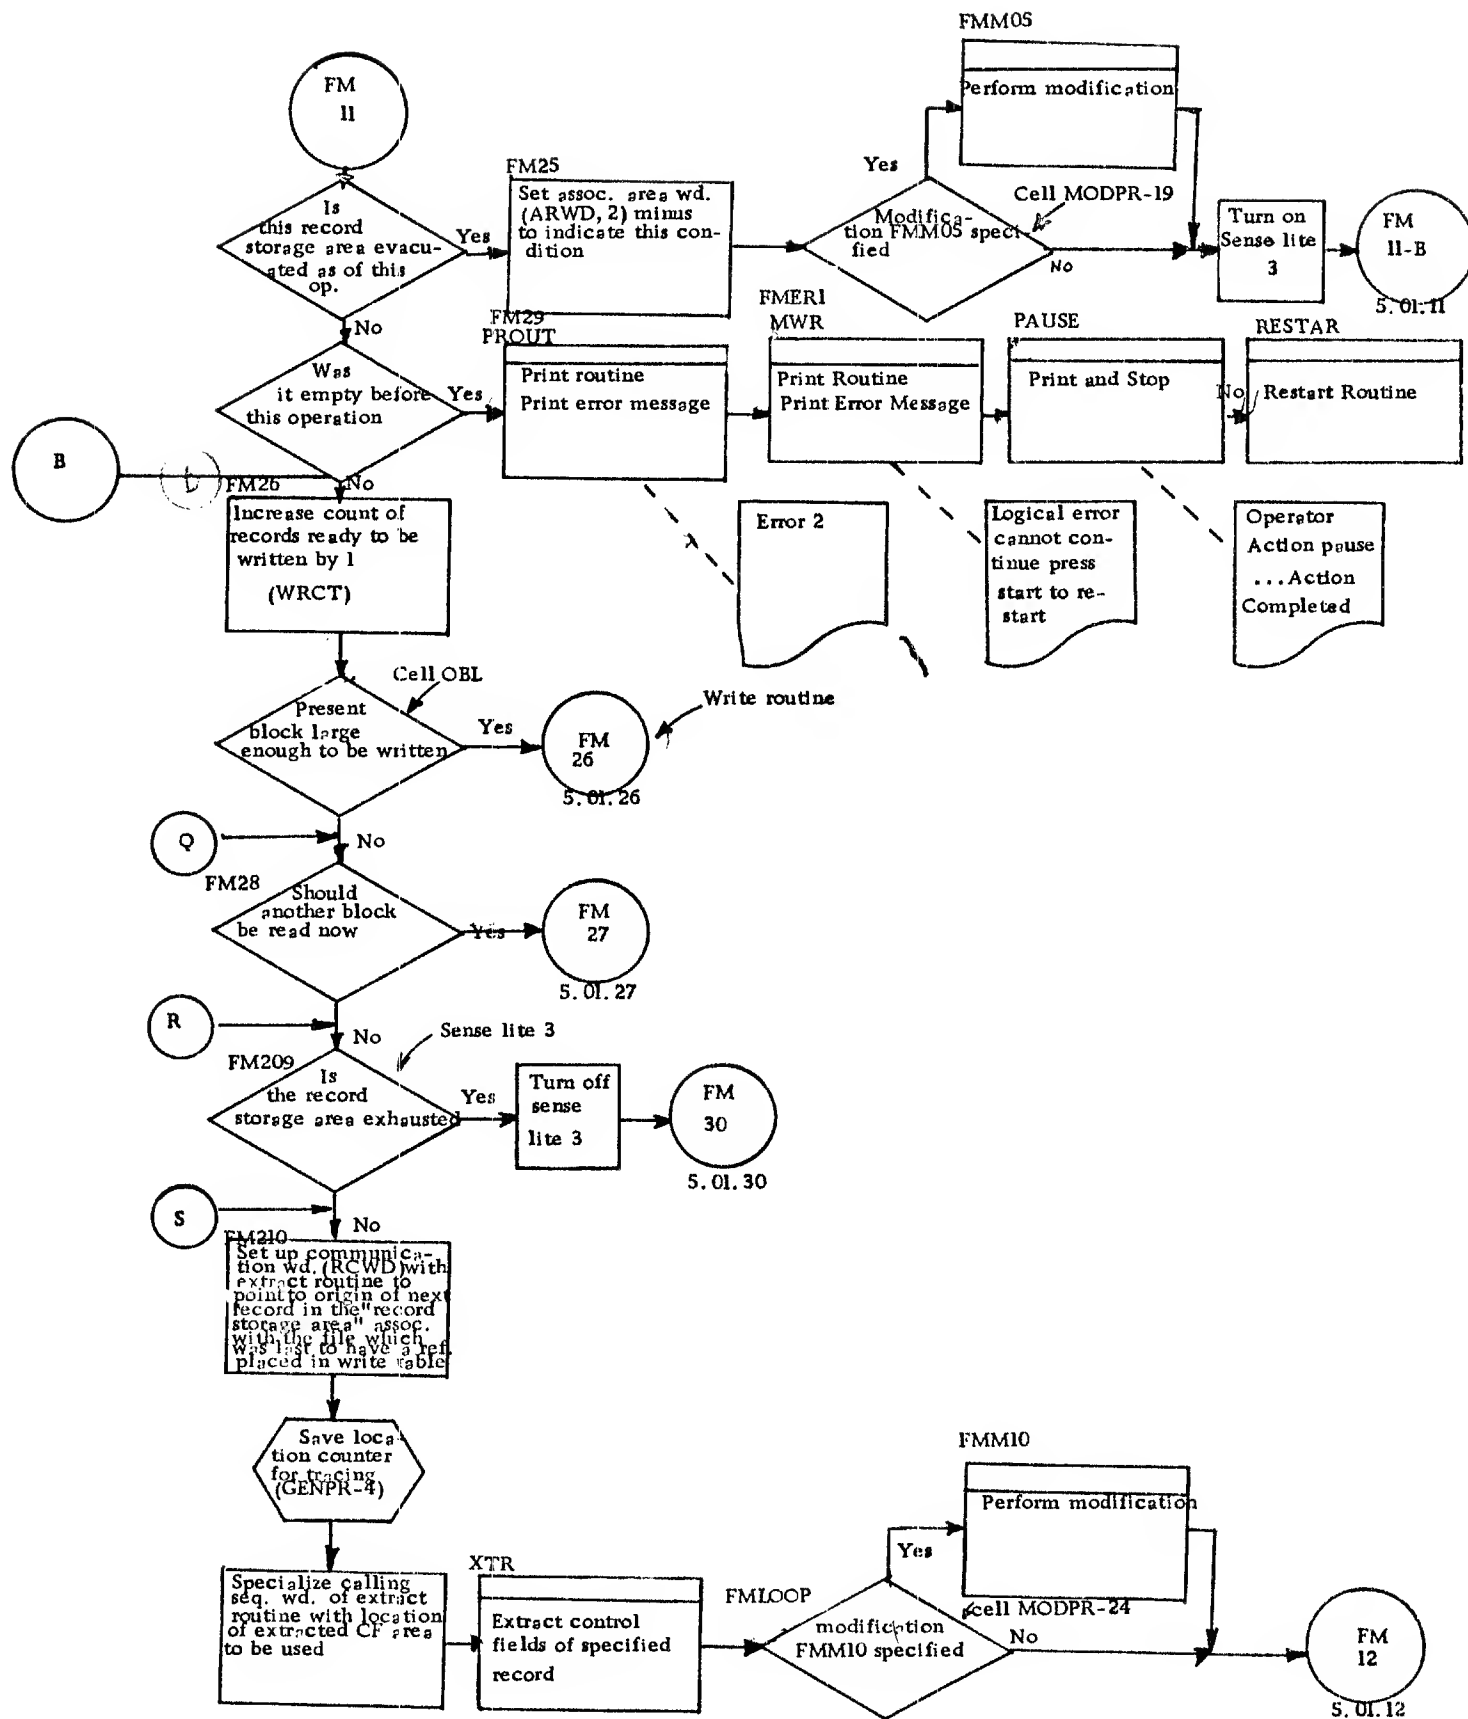 FMM05
Perform modification
FM
11
Is
this record
storage area evacu-
ated as of this
op.
Yes
FM25
Set assoc. area wd.
(ARWD, 2) minus
to indicate this con-
dition
Yes
Cell MODPR-19
Modifica-
tion FMM05 speci
fied
No
Turn on
Sense lite
3
FM
11-B
5.01.11
No
Was
it empty before
this operation
Yes
FM29
PROUT
Print routine
Print error message
FMER1
MWR
Print Routine
Print Error Message
PAUSE
Print and Stop
No
RESTAR
Restart Routine
B
No
FM26
Increase count of
records ready to be
written by 1
(WRCT)
Error 2
Logical error
cannot con-
tinue press
start to re-
start
Operator
Action pause
...Action
Completed
Cell OBL
Present
block large
enough to be written
Yes
FM
26
5.01.26
Write routine
Q
No
FM28
Should
another block
be read now
Yes
FM
27
5.01.27
R
No
Sense lite 3
FM209
Is
the record
storage area exhausted
Yes
Turn off
sense
lite 3
FM
30
5.01.30
S
No
FM210
Set up communica-
tion wd. (RCWD) with
extract routine to
point to origin of next
record in the "record
storage area" assoc.
with the file which
was last to have a ref.
placed in write table
Save loca-
tion counter
for tracing
(GENPR-4)
Specialize calling
seq. wd. of extract
routine with location
of extracted CF area
to be used
XTR
Extract control
fields of specified
record
FMLOOP
FMM10
Perform modification
Yes
cell MODPR-24
modification
FMM10 specified
No
FM
12
5.01.12